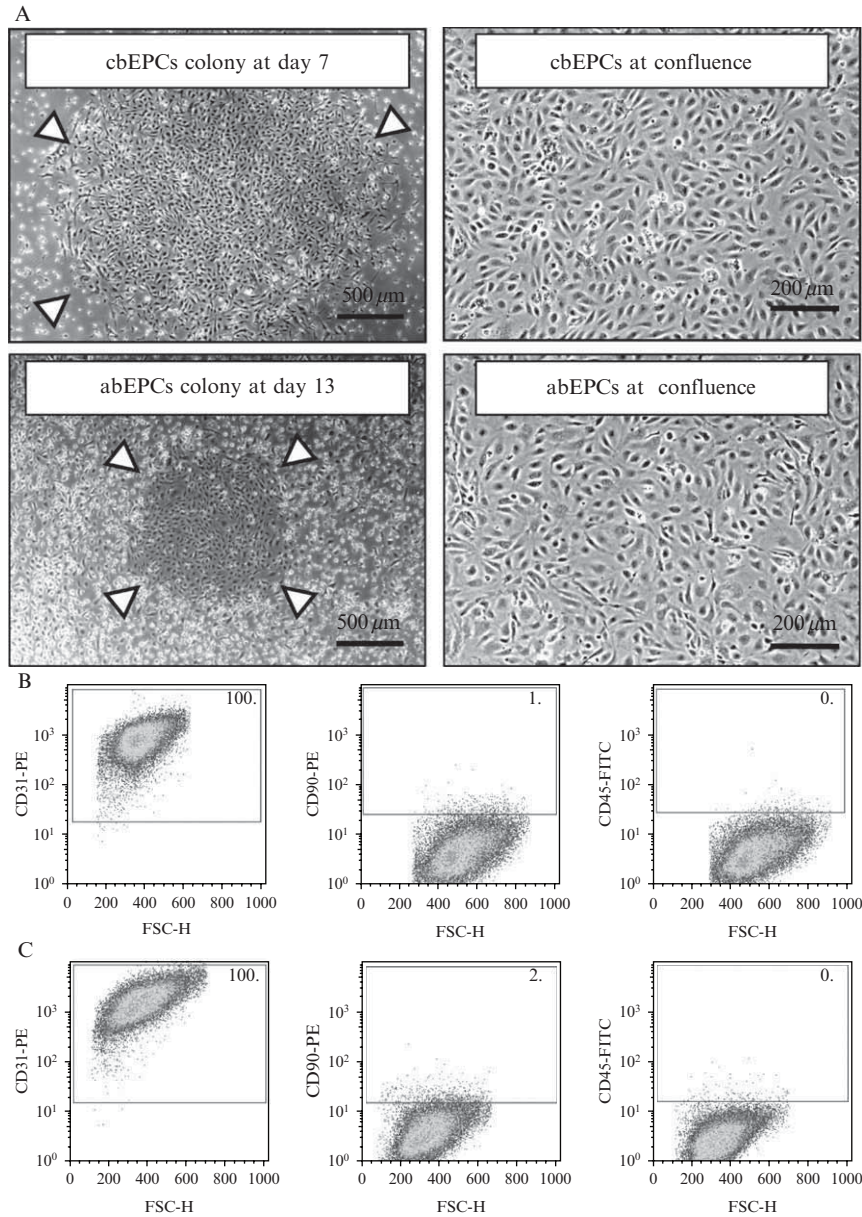 A
cbEPCs colony at day 7
cbEPCs at confluence
500 µm
200 µm
abEPCs colony at day 13
abEPCs at confluence
500 µm
200 µm
B
100.
1.
0.
CD31-PE
CD90-PE
CD45-FITC
10³
10²
10¹
10⁰
10³
10²
10¹
10⁰
10³
10²
10¹
10⁰
0 200 400 600 800 1000
0 200 400 600 800 1000
0 200 400 600 800 1000
FSC-H
FSC-H
FSC-H
C
100.
2.
0.
CD31-PE
CD90-PE
CD45-FITC
10³
10²
10¹
10⁰
10³
10²
10¹
10⁰
10³
10²
10¹
10⁰
0 200 400 600 800 1000
0 200 400 600 800 1000
0 200 400 600 800 1000
FSC-H
FSC-H
FSC-H